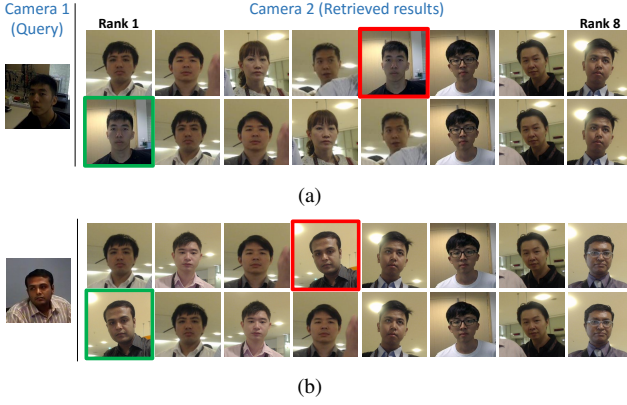 Camera 1
(Query)
Camera 2 (Retrieved results)
Rank 1
Rank 8
(a)
(b)